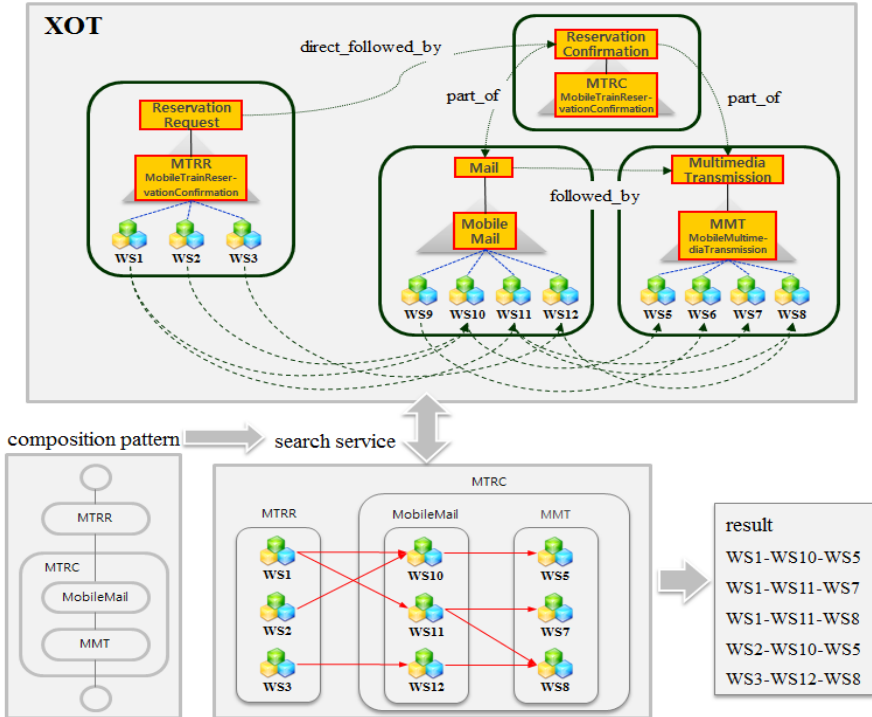 XOT
direct_followed_by
Reservation
Confirmation
MTRC
MobileTrainReser-
vationConfirmation
part_of
part_of
Reservation
Request
MTRR
MobileTrainReser-
vationConfirmation
WS1 WS2 WS3
Mail
followed_by
Mobile
Mail
WS9 WS10 WS11 WS12
Multimedia
Transmission
MMT
MobileMultime-
diaTransmission
WS5 WS6 WS7 WS8
composition pattern
search service
MTRR
MTRC
MobileMail
MMT
MTRC
MTRR
MobileMail
MMT
WS1
WS10
WS5
WS2
WS11
WS7
WS3
WS12
WS8
result
WS1-WS10-WS5
WS1-WS11-WS7
WS1-WS11-WS8
WS2-WS10-WS5
WS3-WS12-WS8